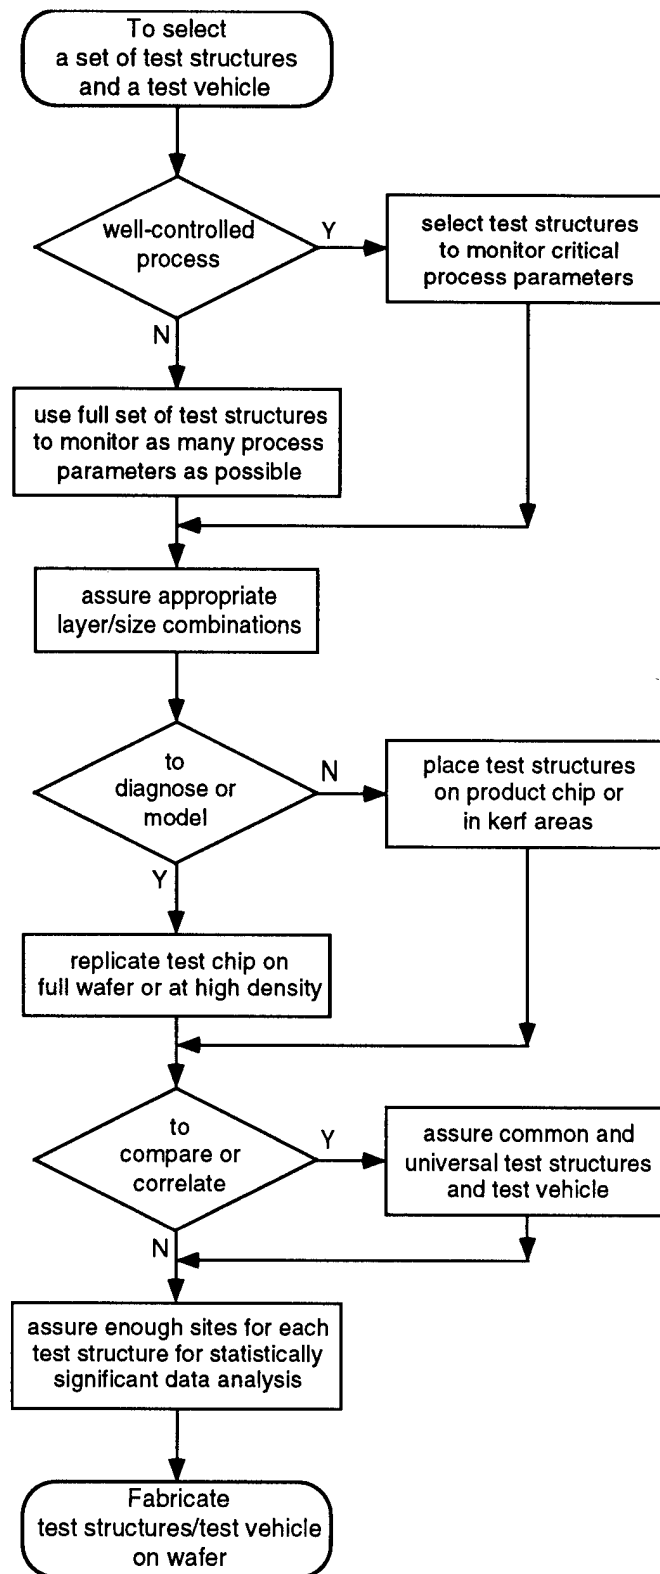 To select
a set of test structures
and a test vehicle
well-controlled
process
Y
select test structures
to monitor critical
process parameters
N
use full set of test structures
to monitor as many process
parameters as possible
assure appropriate
layer/size combinations
to
diagnose or
model
N
place test structures
on product chip or
in kerf areas
Y
replicate test chip on
full wafer or at high density
to
compare or
correlate
Y
assure common and
universal test structures
and test vehicle
N
assure enough sites for each
test structure for statistically
significant data analysis
Fabricate
test structures/test vehicle
on wafer